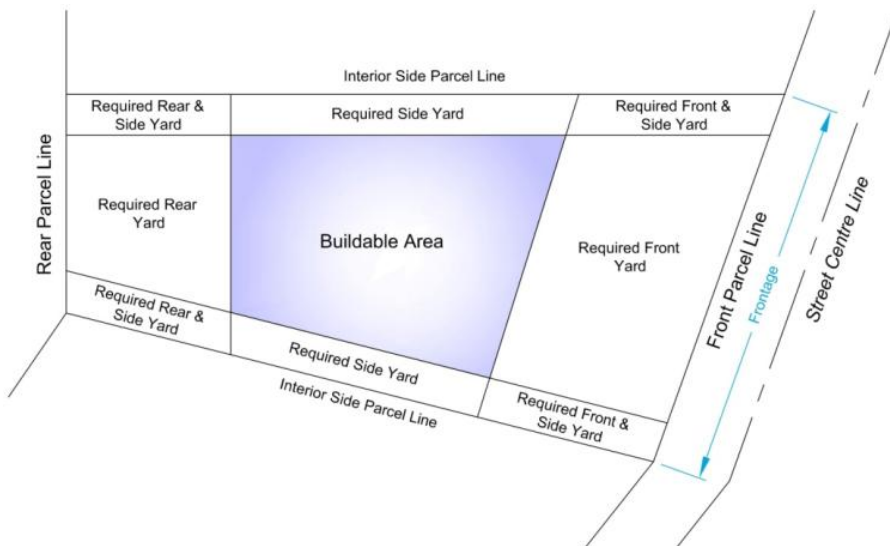 Interior Side Parcel Line
Required Rear &
Side Yard
Required Side Yard
Required Front &
Side Yard
Rear Parcel Line
Required Rear
Yard
Buildable Area
Required Front
Yard
Front Parcel Line
Frontage
Street Centre Line
Required Rear &
Side Yard
Required Side Yard
Interior Side Parcel Line
Required Front &
Side Yard